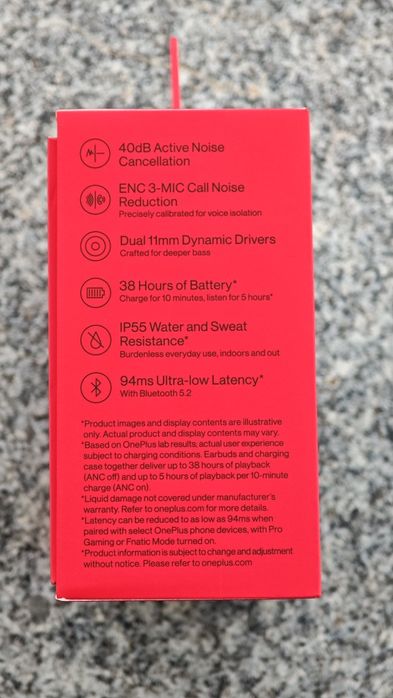 40dB Active Noise
Cancellation
ENC 3-MIC Call Noise
Reduction
Precisely calibrated for voice isolation
Dual 11mm Dynamic Drivers
Crafted for deeper bass
38 Hours of Battery*
Charge for 10 minutes, listen for 5 hours*
IP55 Water and Sweat
Resistance*
Burdenless everyday use, indoors and out
94ms Ultra-low Latency*
With Bluetooth 5.2
*Product images and display contents are illustrative
only. Actual product and display contents may vary.
*Based on OnePlus lab results; actual user experience
subject to charging conditions. Earbuds and charging
case together deliver up to 38 hours of playback
(ANC off) and up to 5 hours of playback per 10-minute
charge (ANC on).
*Liquid damage not covered under manufacturer's
warranty. Refer to oneplus.com for more details.
*Latency can be reduced to as low as 94ms when
paired with select OnePlus phone devices, with Pro
Gaming or Fnatic Mode turned on.
*Product information is subject to change and adjustment
without notice. Please refer to oneplus.com